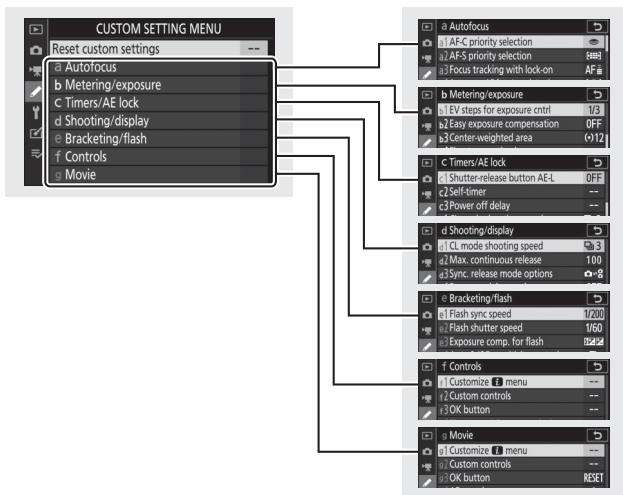 CUSTOM SETTING MENU
Reset custom settings --
a Autofocus
b Metering/exposure
c Timers/AE lock
d Shooting/display
e Bracketing/flash
f Controls
g Movie
a Autofocus
a1 AF-C priority selection
a2 AF-S priority selection
a3 Focus tracking with lock-on AF
b Metering/exposure
b1 EV steps for exposure cntrl 1/3
b2 Easy exposure compensation OFF
b3 Center-weighted area (•)12
c Timers/AE lock
c1 Shutter-release button AE-L OFF
c2 Self-timer --
c3 Power off delay --
d Shooting/display
d1 CL mode shooting speed 3
d2 Max. continuous release 100
d3 Sync. release mode options
e Bracketing/flash
e1 Flash sync speed 1/200
e2 Flash shutter speed 1/60
e3 Exposure comp. for flash
f Controls
f1 Customize i menu --
f2 Custom controls --
f3 OK button --
g Movie
g1 Customize i menu --
g2 Custom controls --
g3 OK button RESET